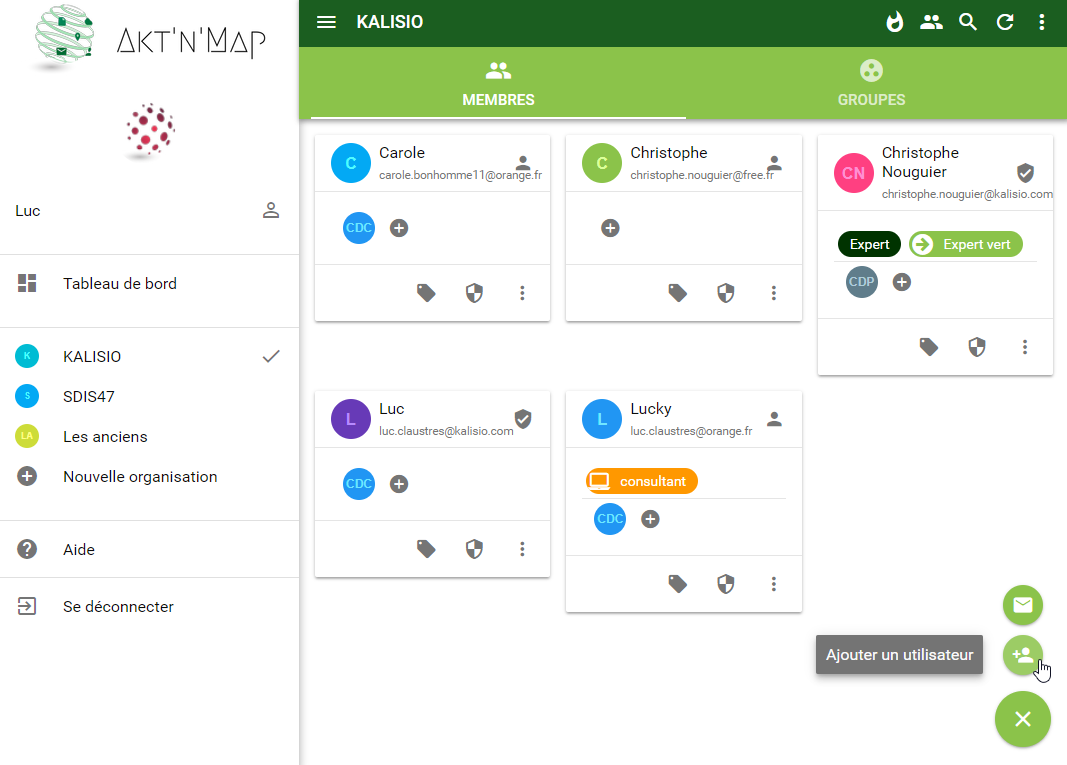 AKT'N'MAP
Luc
Tableau de bord
K
KALISIO
S
SDIS47
LA
Les anciens
Nouvelle organisation
Aide
Se déconnecter
KALISIO
MEMBRES
GROUPES
C
Carole
carole.bonhomme11@orange.fr
CDC
C
Christophe
christophe.nouguier@free.fr
CN
Christophe
Nouguier
christophe.nouguier@kalisio.com
Expert
Expert vert
CDP
L
Luc
luc.claustres@kalisio.com
CDC
L
Lucky
luc.claustres@orange.fr
consultant
CDC
Ajouter un utilisateur